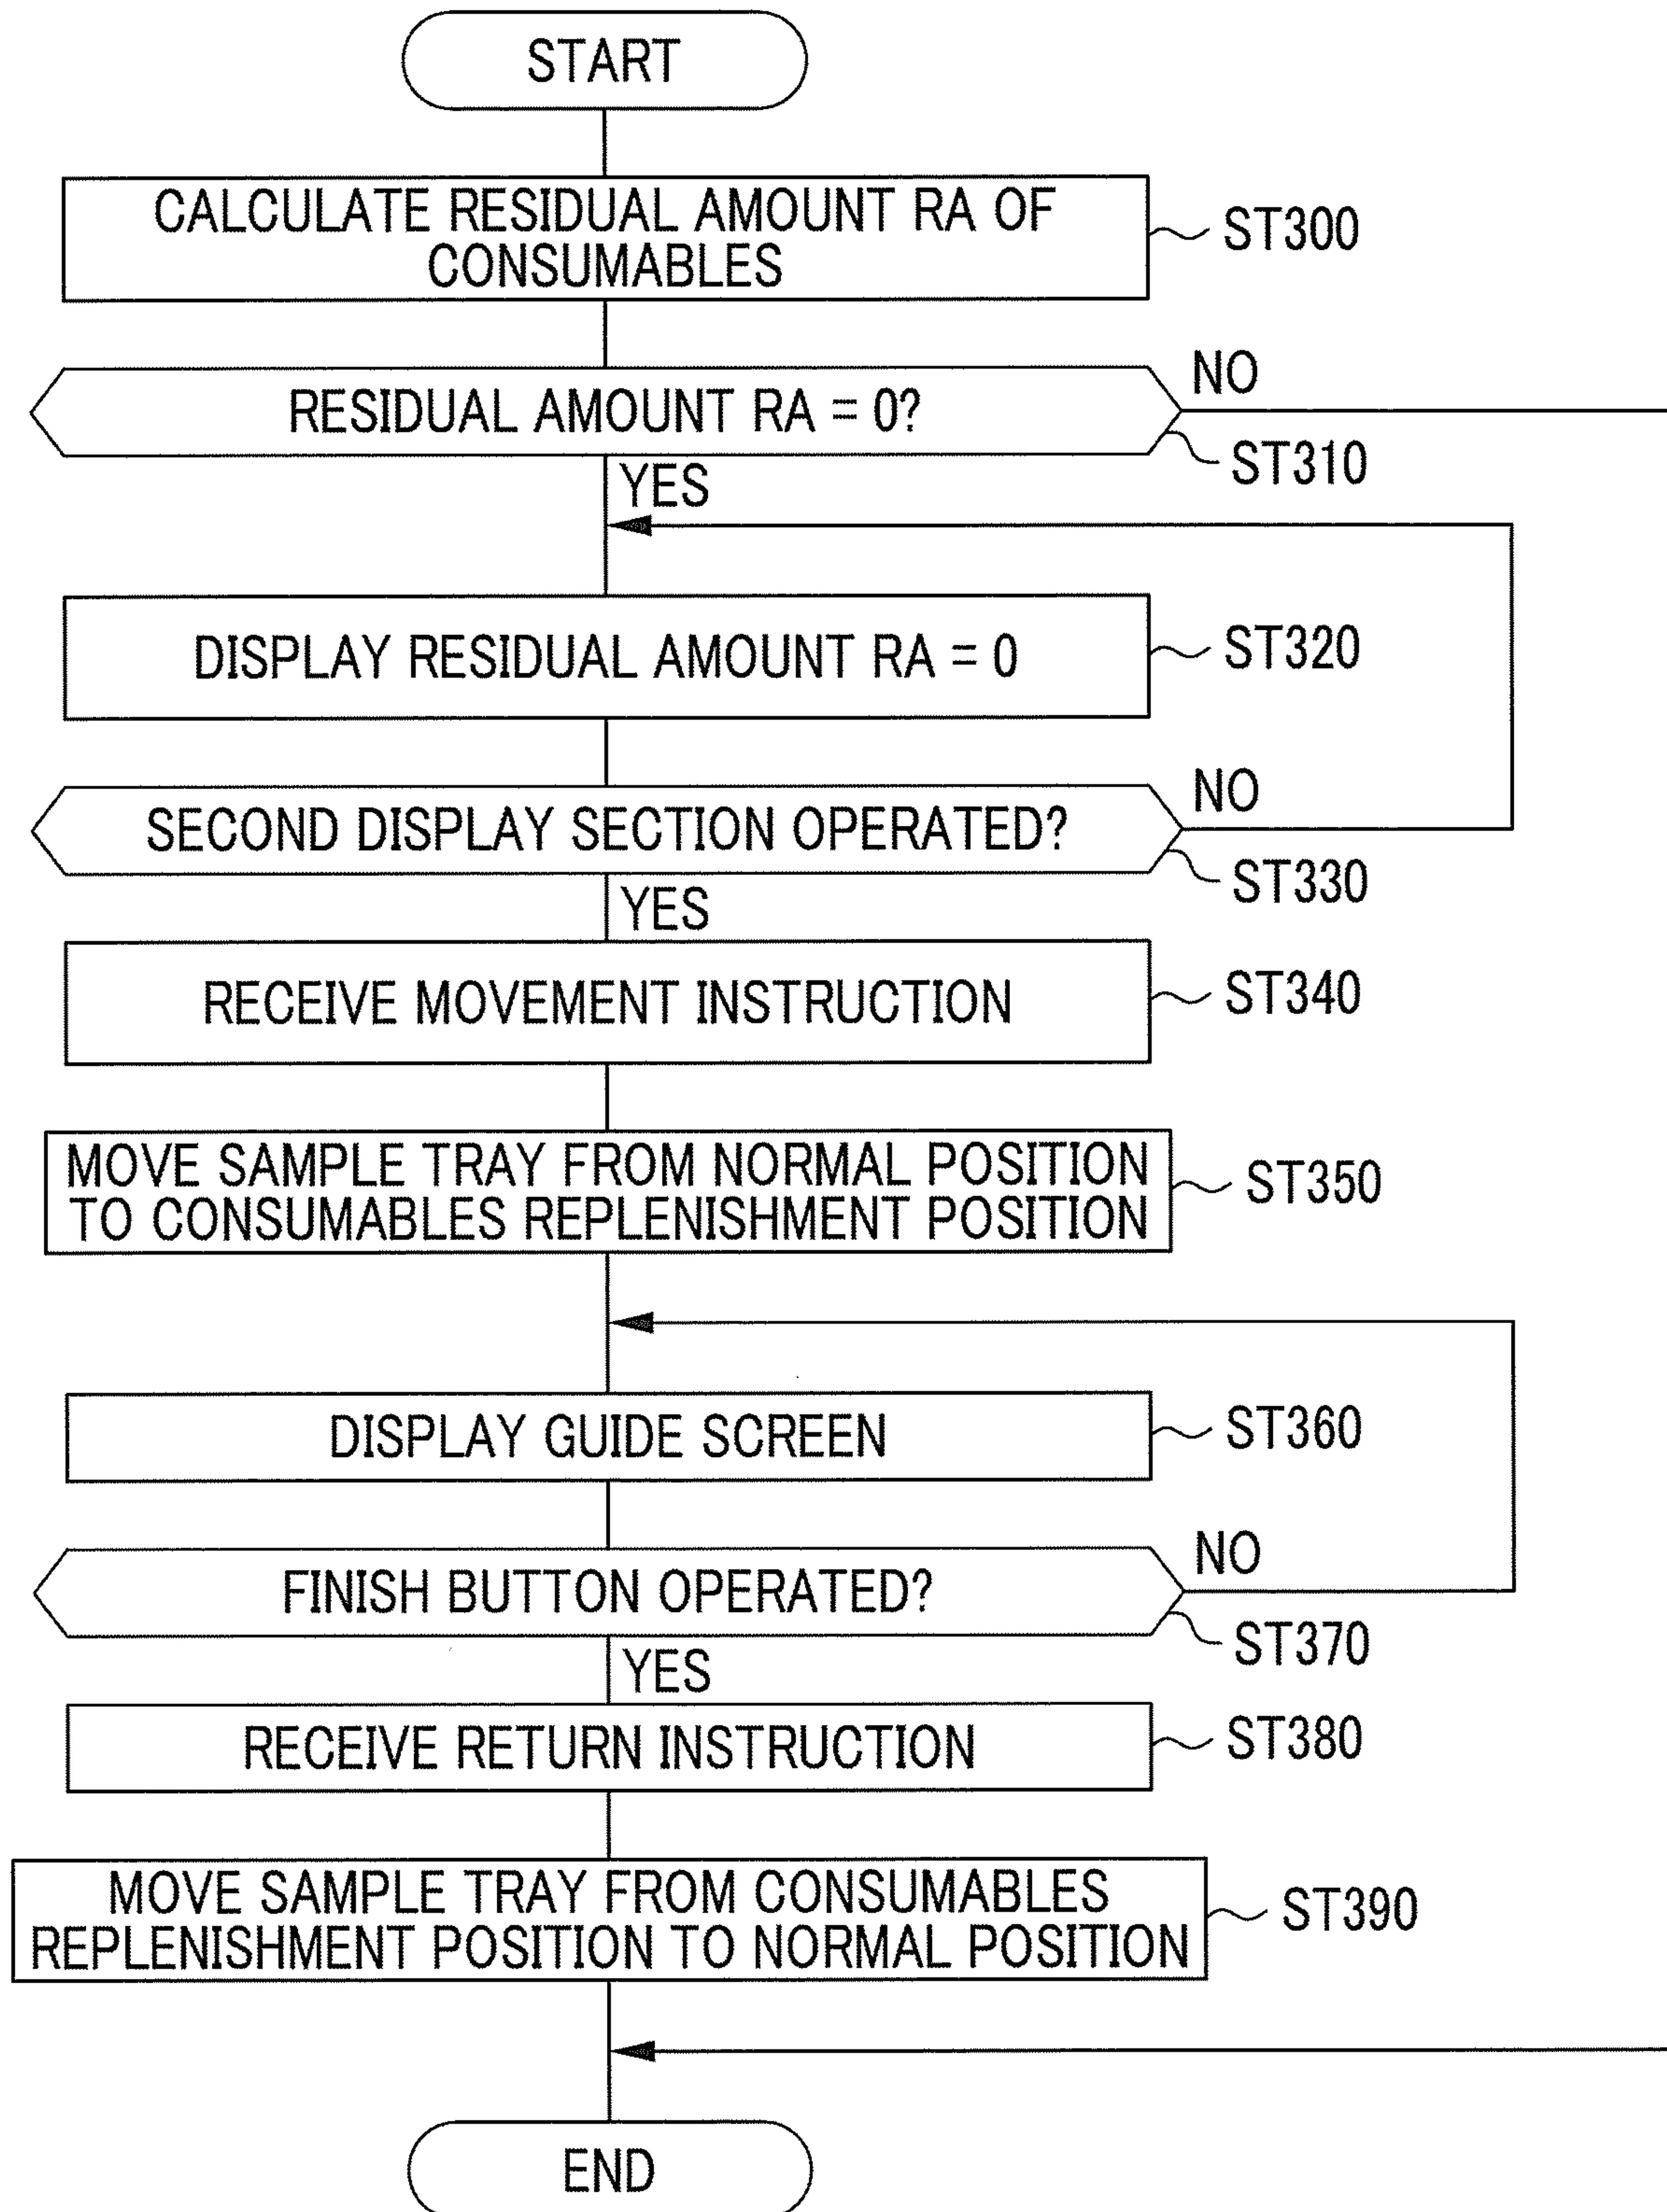 START
CALCULATE RESIDUAL AMOUNT RA OF
CONSUMABLES
ST300
RESIDUAL AMOUNT RA = 0?
NO
ST310
YES
DISPLAY RESIDUAL AMOUNT RA = 0
ST320
SECOND DISPLAY SECTION OPERATED?
NO
ST330
YES
RECEIVE MOVEMENT INSTRUCTION
ST340
MOVE SAMPLE TRAY FROM NORMAL POSITION
TO CONSUMABLES REPLENISHMENT POSITION
ST350
DISPLAY GUIDE SCREEN
ST360
FINISH BUTTON OPERATED?
NO
ST370
YES
RECEIVE RETURN INSTRUCTION
ST380
MOVE SAMPLE TRAY FROM CONSUMABLES
REPLENISHMENT POSITION TO NORMAL POSITION
ST390
END